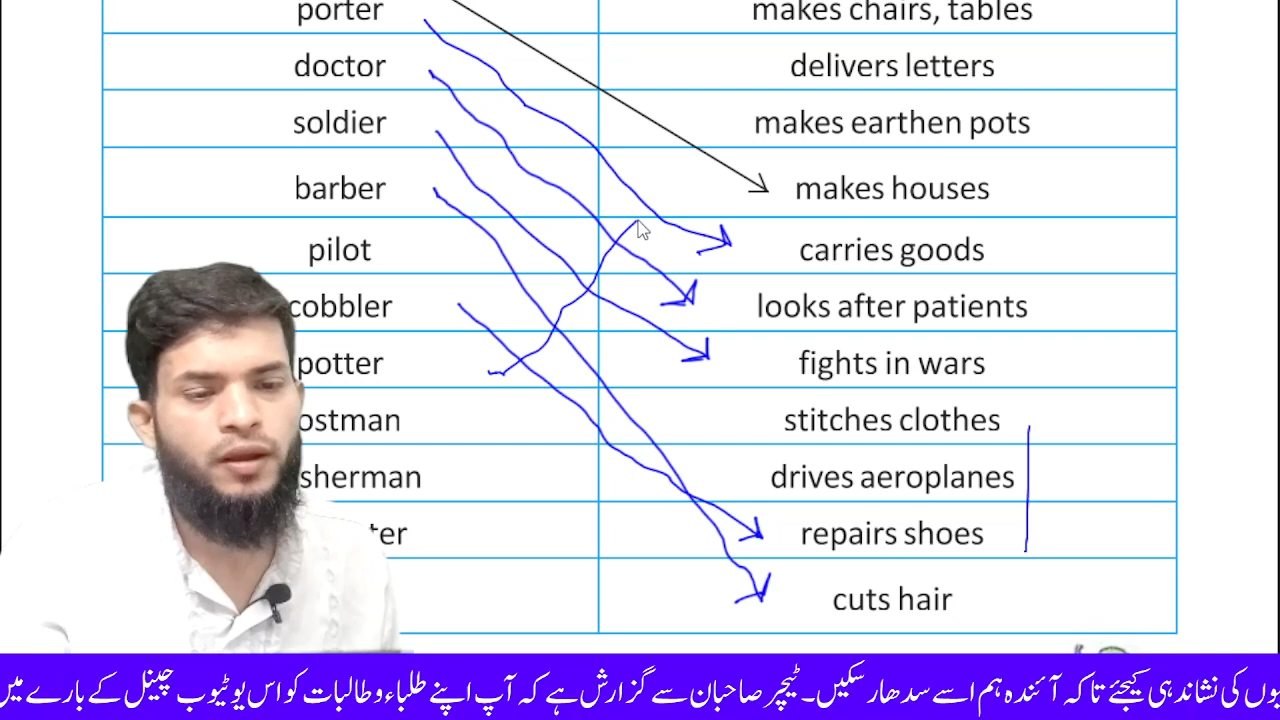 porter makes chairs, tables
doctor delivers letters
soldier makes earthen pots
barber makes houses
pilot carries goods
cobbler looks after patients
potter fights in wars
ostman stitches clothes
sherman drives aeroplanes
ter repairs shoes
cuts hair
بوں کی نشاندہی کیجئے تاکہ آئندہ ہم اسے سدھار سکیں۔ ٹیچر صاحبان سے گزارش ہے کہ آپ اپنے طلباء و طالبات کو اس یوٹیوب چینل کے بارے میں